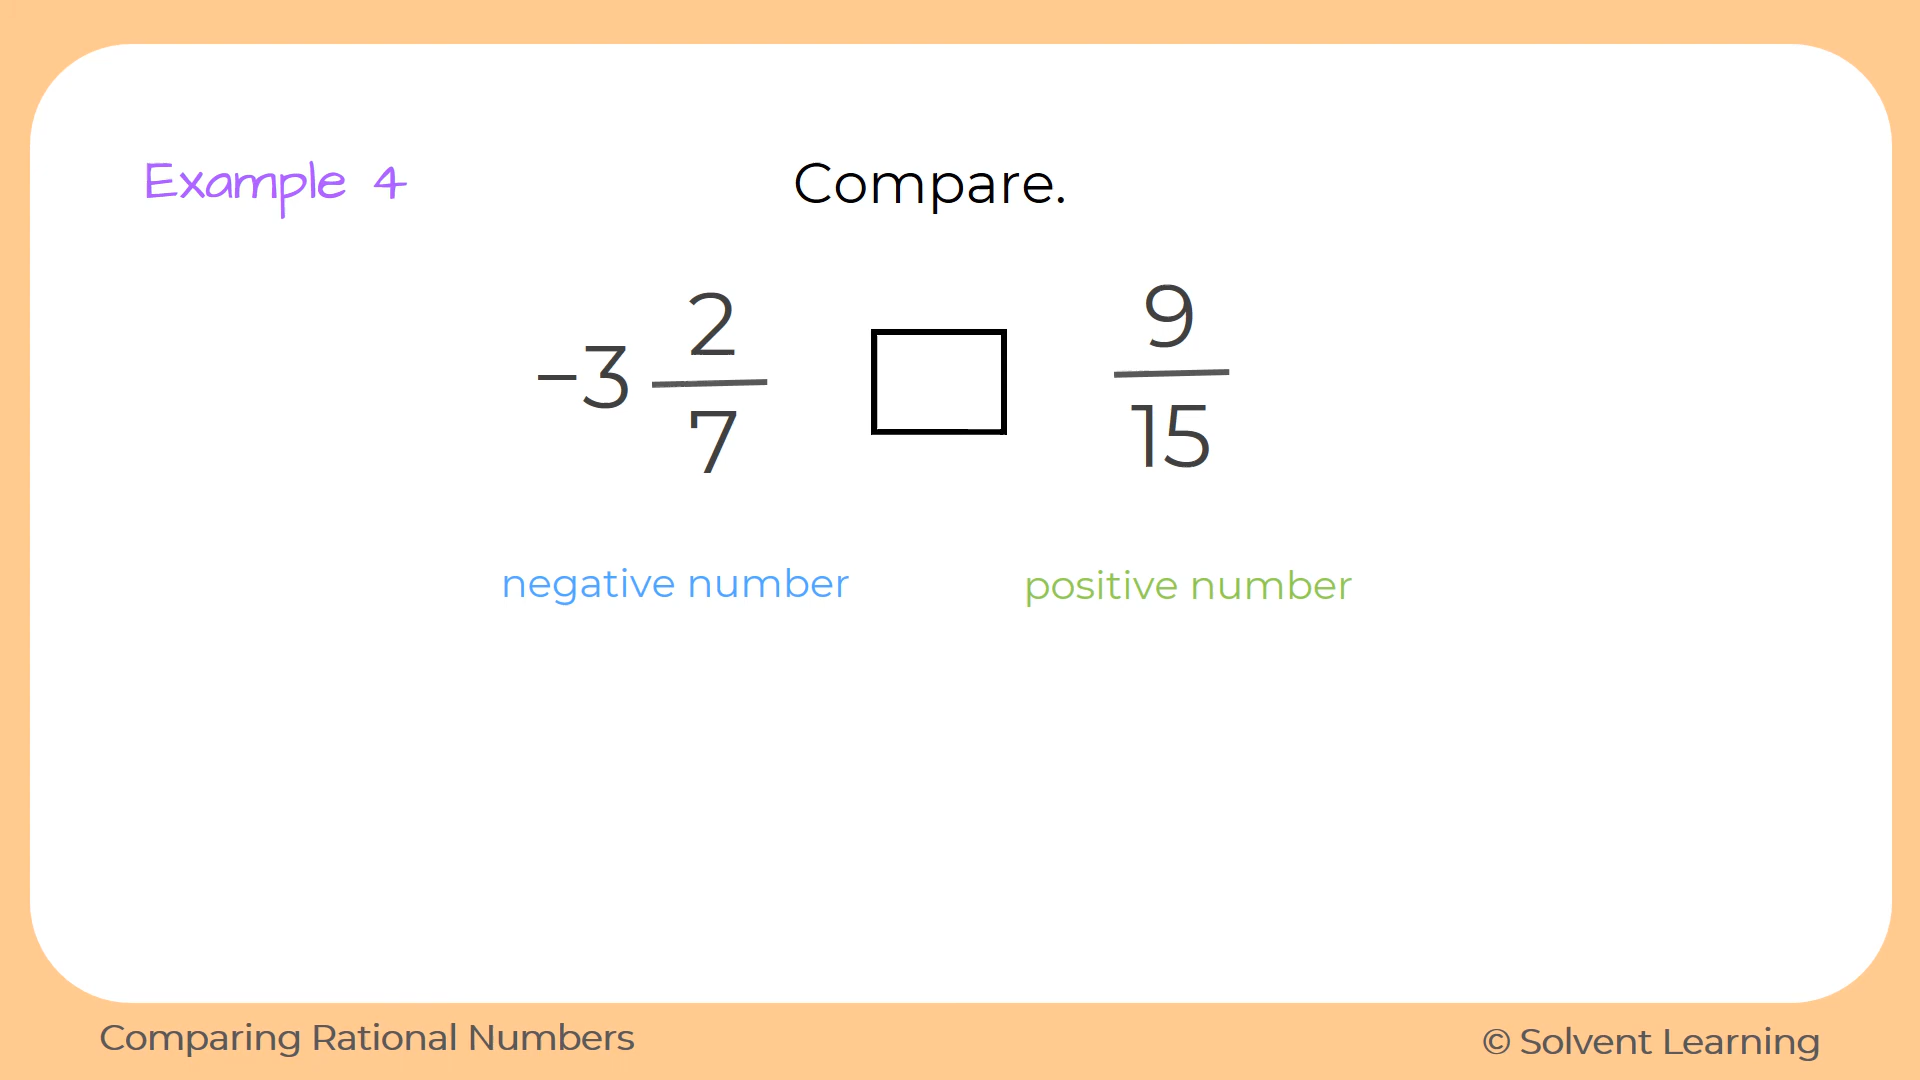 Example 4
Compare.
−3 2/7
9/15
negative number
positive number
Comparing Rational Numbers
© Solvent Learning